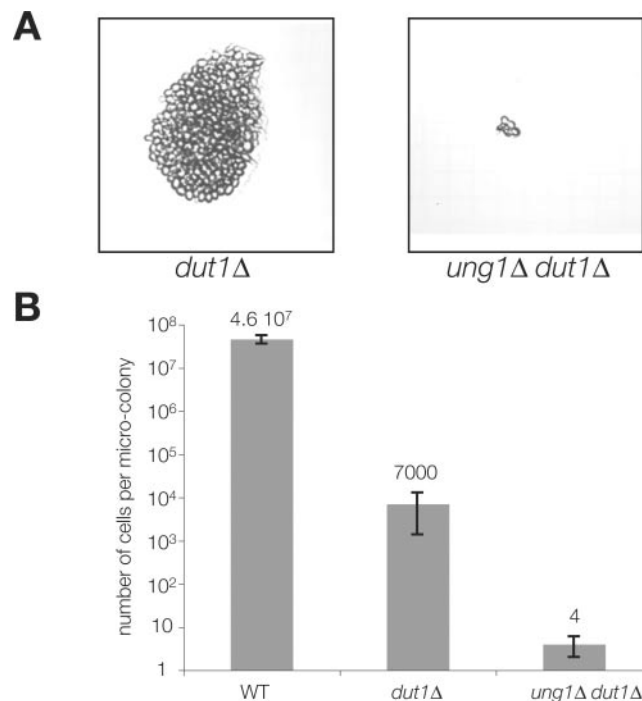 A
dut1Δ
ung1Δ dut1Δ
B
number of cells per micro-colony
10⁸
10⁷
10⁶
10⁵
10⁴
10³
10²
10
1
4.6 10⁷
7000
4
WT
dut1Δ
ung1Δ dut1Δ